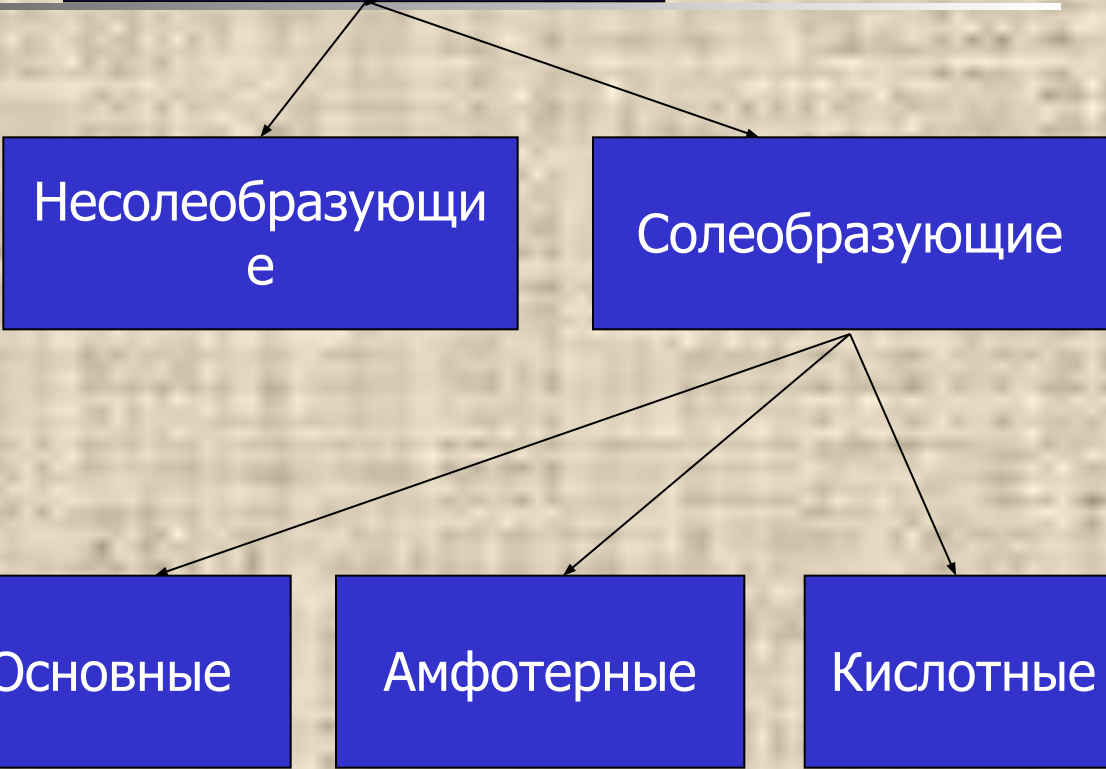 Несолеобразующи
е
Солеобразующие
Основные
Амфотерные
Кислотные